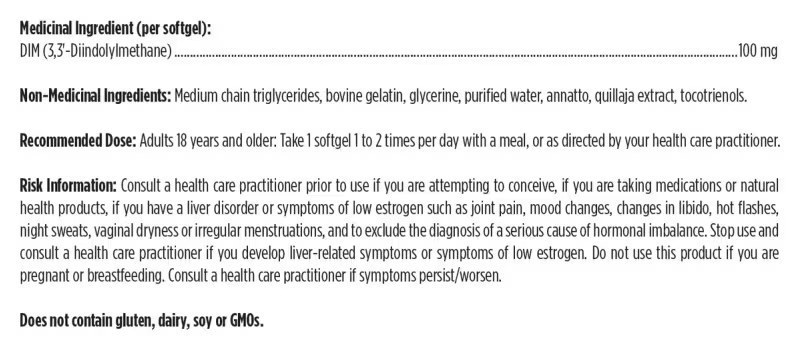 Medicinal Ingredient (per softgel):
DIM (3,3'-Diindolylmethane) ........................................................................................................................ 100 mg
Non-Medicinal Ingredients: Medium chain triglycerides, bovine gelatin, glycerine, purified water, annatto, quillaja extract, tocotrienols.
Recommended Dose: Adults 18 years and older: Take 1 softgel 1 to 2 times per day with a meal, or as directed by your health care practitioner.
Risk Information: Consult a health care practitioner prior to use if you are attempting to conceive, if you are taking medications or natural
health products, if you have a liver disorder or symptoms of low estrogen such as joint pain, mood changes, changes in libido, hot flashes,
night sweats, vaginal dryness or irregular menstruations, and to exclude the diagnosis of a serious cause of hormonal imbalance. Stop use and
consult a health care practitioner if you develop liver-related symptoms or symptoms of low estrogen. Do not use this product if you are
pregnant or breastfeeding. Consult a health care practitioner if symptoms persist/worsen.
Does not contain gluten, dairy, soy or GMOs.